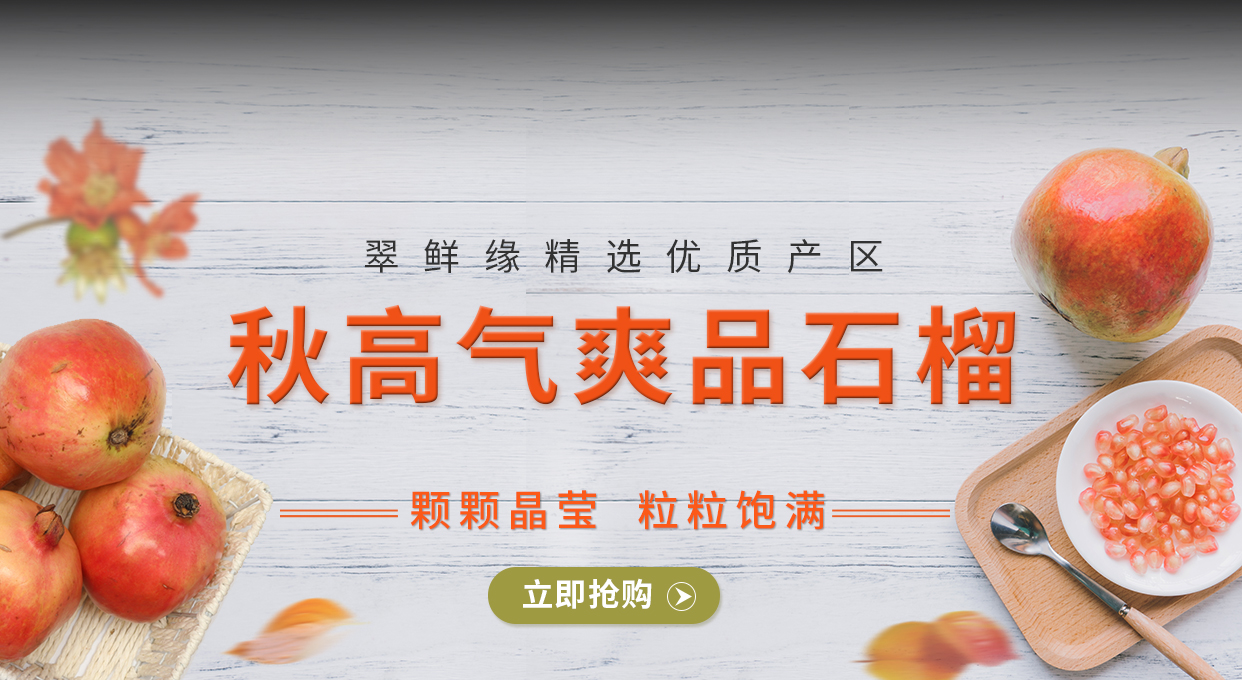 翠鲜缘精选优质产区
秋高气爽品石榴
颗颗晶莹 粒粒饱满
立即抢购